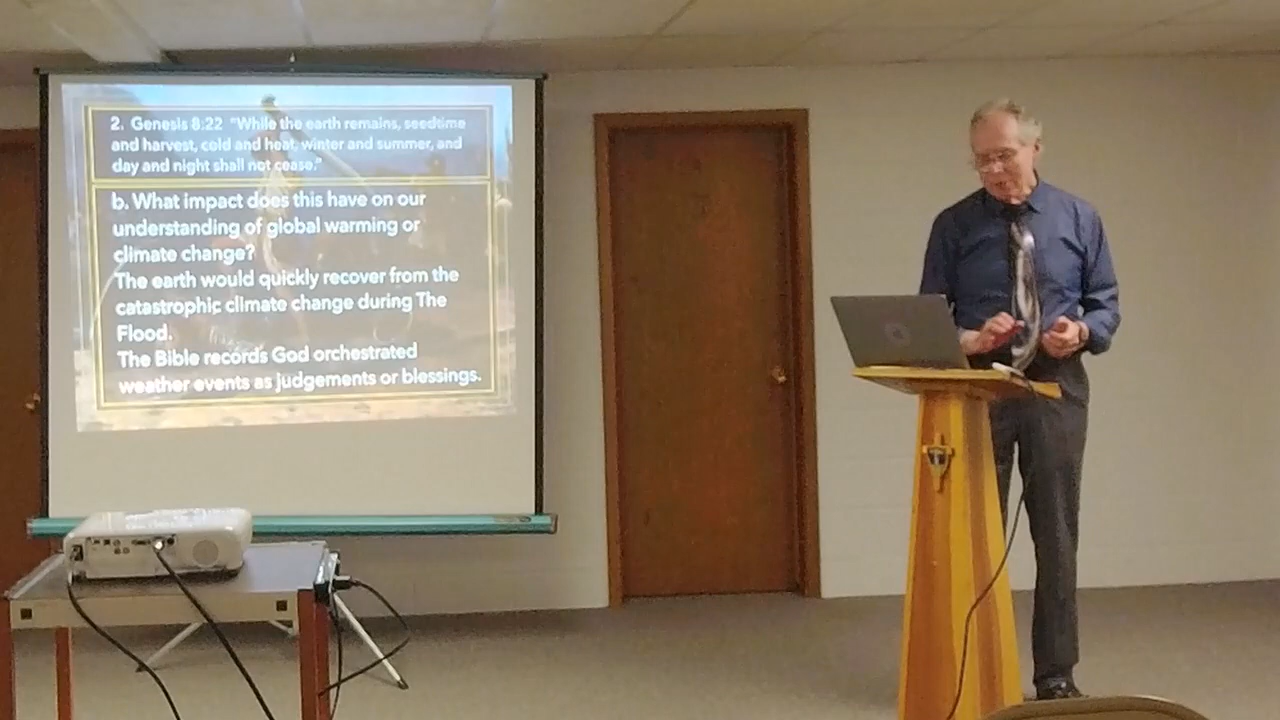 2. Genesis 8:22 "While the earth remains, seedtime
and harvest, cold and heat, winter and summer, and
day and night shall not cease."
b. What impact does this have on our
understanding of global warming or
climate change?
The earth would quickly recover from the
catastrophic climate change during The
Flood.
The Bible records God orchestrated
weather events as judgements or blessings.